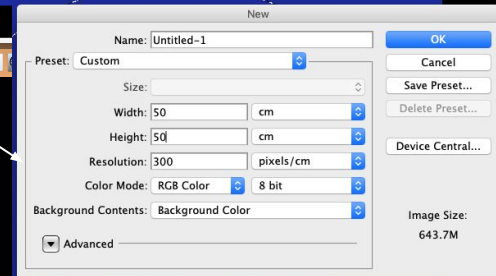 New
Name: Untitled-1
OK
Preset: Custom
Cancel
Size:
Save Preset...
Width: 50 cm
Delete Preset...
Height: 50 cm
Device Central...
Resolution: 300 pixels/cm
Color Mode: RGB Color 8 bit
Background Contents: Background Color
Image Size:
643.7M
Advanced